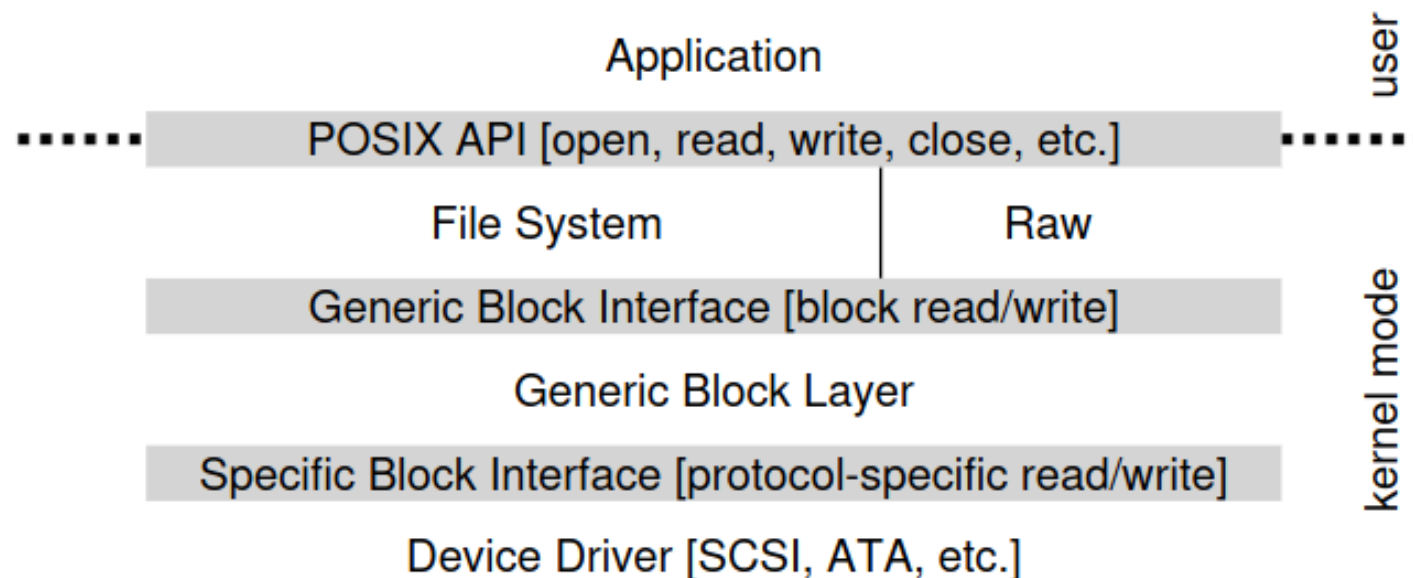 Application
user
POSIX API [open, read, write, close, etc.]
File System
Raw
Generic Block Interface [block read/write]
Generic Block Layer
kernel mode
Specific Block Interface [protocol-specific read/write]
Device Driver [SCSI, ATA, etc.]